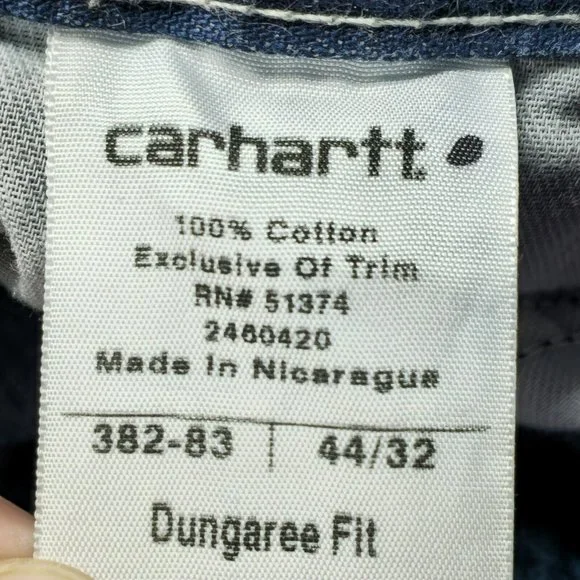 carhartt
100% Cotton
Exclusive Of Trim
RN# 51374
2460420
Made In Nicaragua
382-83 | 44/32
Dungaree Fit